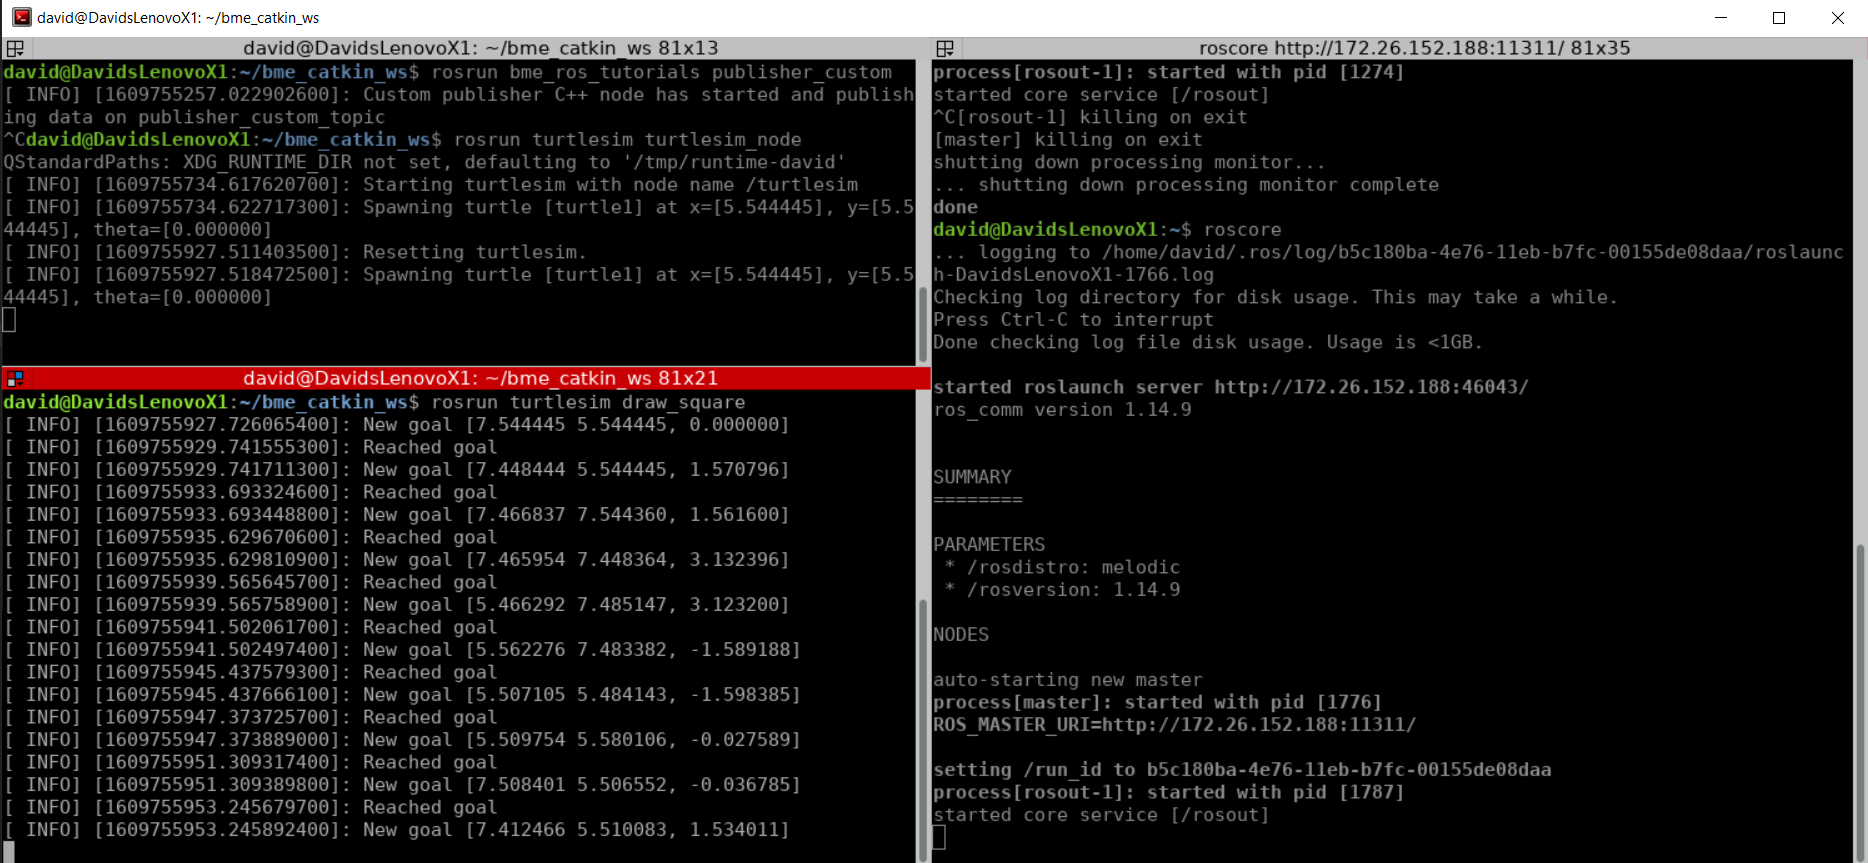 david@DavidsLenovoX1: ~/bme_catkin_ws
david@DavidsLenovoX1: ~/bme_catkin_ws 81x13
david@DavidsLenovoX1:~/bme_catkin_ws$ rosrun bme_ros_tutorials publisher_custom
[ INFO] [1609755257.022902600]: Custom publisher C++ node has started and publish
ing data on publisher_custom_topic
^Cdavid@DavidsLenovoX1:~/bme_catkin_ws$ rosrun turtlesim turtlesim_node
QStandardPaths: XDG_RUNTIME_DIR not set, defaulting to '/tmp/runtime-david'
[ INFO] [1609755734.617620700]: Starting turtlesim with node name /turtlesim
[ INFO] [1609755734.622717300]: Spawning turtle [turtle1] at x=[5.544445], y=[5.5
44445], theta=[0.000000]
[ INFO] [1609755927.511403500]: Resetting turtlesim.
[ INFO] [1609755927.518472500]: Spawning turtle [turtle1] at x=[5.544445], y=[5.5
44445], theta=[0.000000]
david@DavidsLenovoX1: ~/bme_catkin_ws 81x21
david@DavidsLenovoX1:~/bme_catkin_ws$ rosrun turtlesim draw_square
[ INFO] [1609755927.726065400]: New goal [7.544445 5.544445, 0.000000]
[ INFO] [1609755929.741555300]: Reached goal
[ INFO] [1609755929.741711300]: New goal [7.448444 5.544445, 1.570796]
[ INFO] [1609755933.693324600]: Reached goal
[ INFO] [1609755933.693448800]: New goal [7.466837 7.544360, 1.561600]
[ INFO] [1609755935.629670600]: Reached goal
[ INFO] [1609755935.629810900]: New goal [7.465954 7.448364, 3.132396]
[ INFO] [1609755939.565645700]: Reached goal
[ INFO] [1609755939.565758900]: New goal [5.466292 7.485147, 3.123200]
[ INFO] [1609755941.502061700]: Reached goal
[ INFO] [1609755941.502497400]: New goal [5.562276 7.483382, -1.589188]
[ INFO] [1609755945.437579300]: Reached goal
[ INFO] [1609755945.437666100]: New goal [5.507105 5.484143, -1.598385]
[ INFO] [1609755947.373725700]: Reached goal
[ INFO] [1609755947.373889000]: New goal [5.509754 5.580106, -0.027589]
[ INFO] [1609755951.309317400]: Reached goal
[ INFO] [1609755951.309389800]: New goal [7.508401 5.506552, -0.036785]
[ INFO] [1609755953.245679700]: Reached goal
[ INFO] [1609755953.245892400]: New goal [7.412466 5.510083, 1.534011]
roscore http://172.26.152.188:11311/ 81x35
process[rosout-1]: started with pid [1274]
started core service [/rosout]
^C[rosout-1] killing on exit
[master] killing on exit
shutting down processing monitor...
... shutting down processing monitor complete
done
david@DavidsLenovoX1:~$ roscore
... logging to /home/david/.ros/log/b5c180ba-4e76-11eb-b7fc-00155de08daa/roslaunc
h-DavidsLenovoX1-1766.log
Checking log directory for disk usage. This may take a while.
Press Ctrl-C to interrupt
Done checking log file disk usage. Usage is <1GB.
started roslaunch server http://172.26.152.188:46043/
ros_comm version 1.14.9
SUMMARY
========
PARAMETERS
* /rosdistro: melodic
* /rosversion: 1.14.9
NODES
auto-starting new master
process[master]: started with pid [1776]
ROS_MASTER_URI=http://172.26.152.188:11311/
setting /run_id to b5c180ba-4e76-11eb-b7fc-00155de08daa
process[rosout-1]: started with pid [1787]
started core service [/rosout]